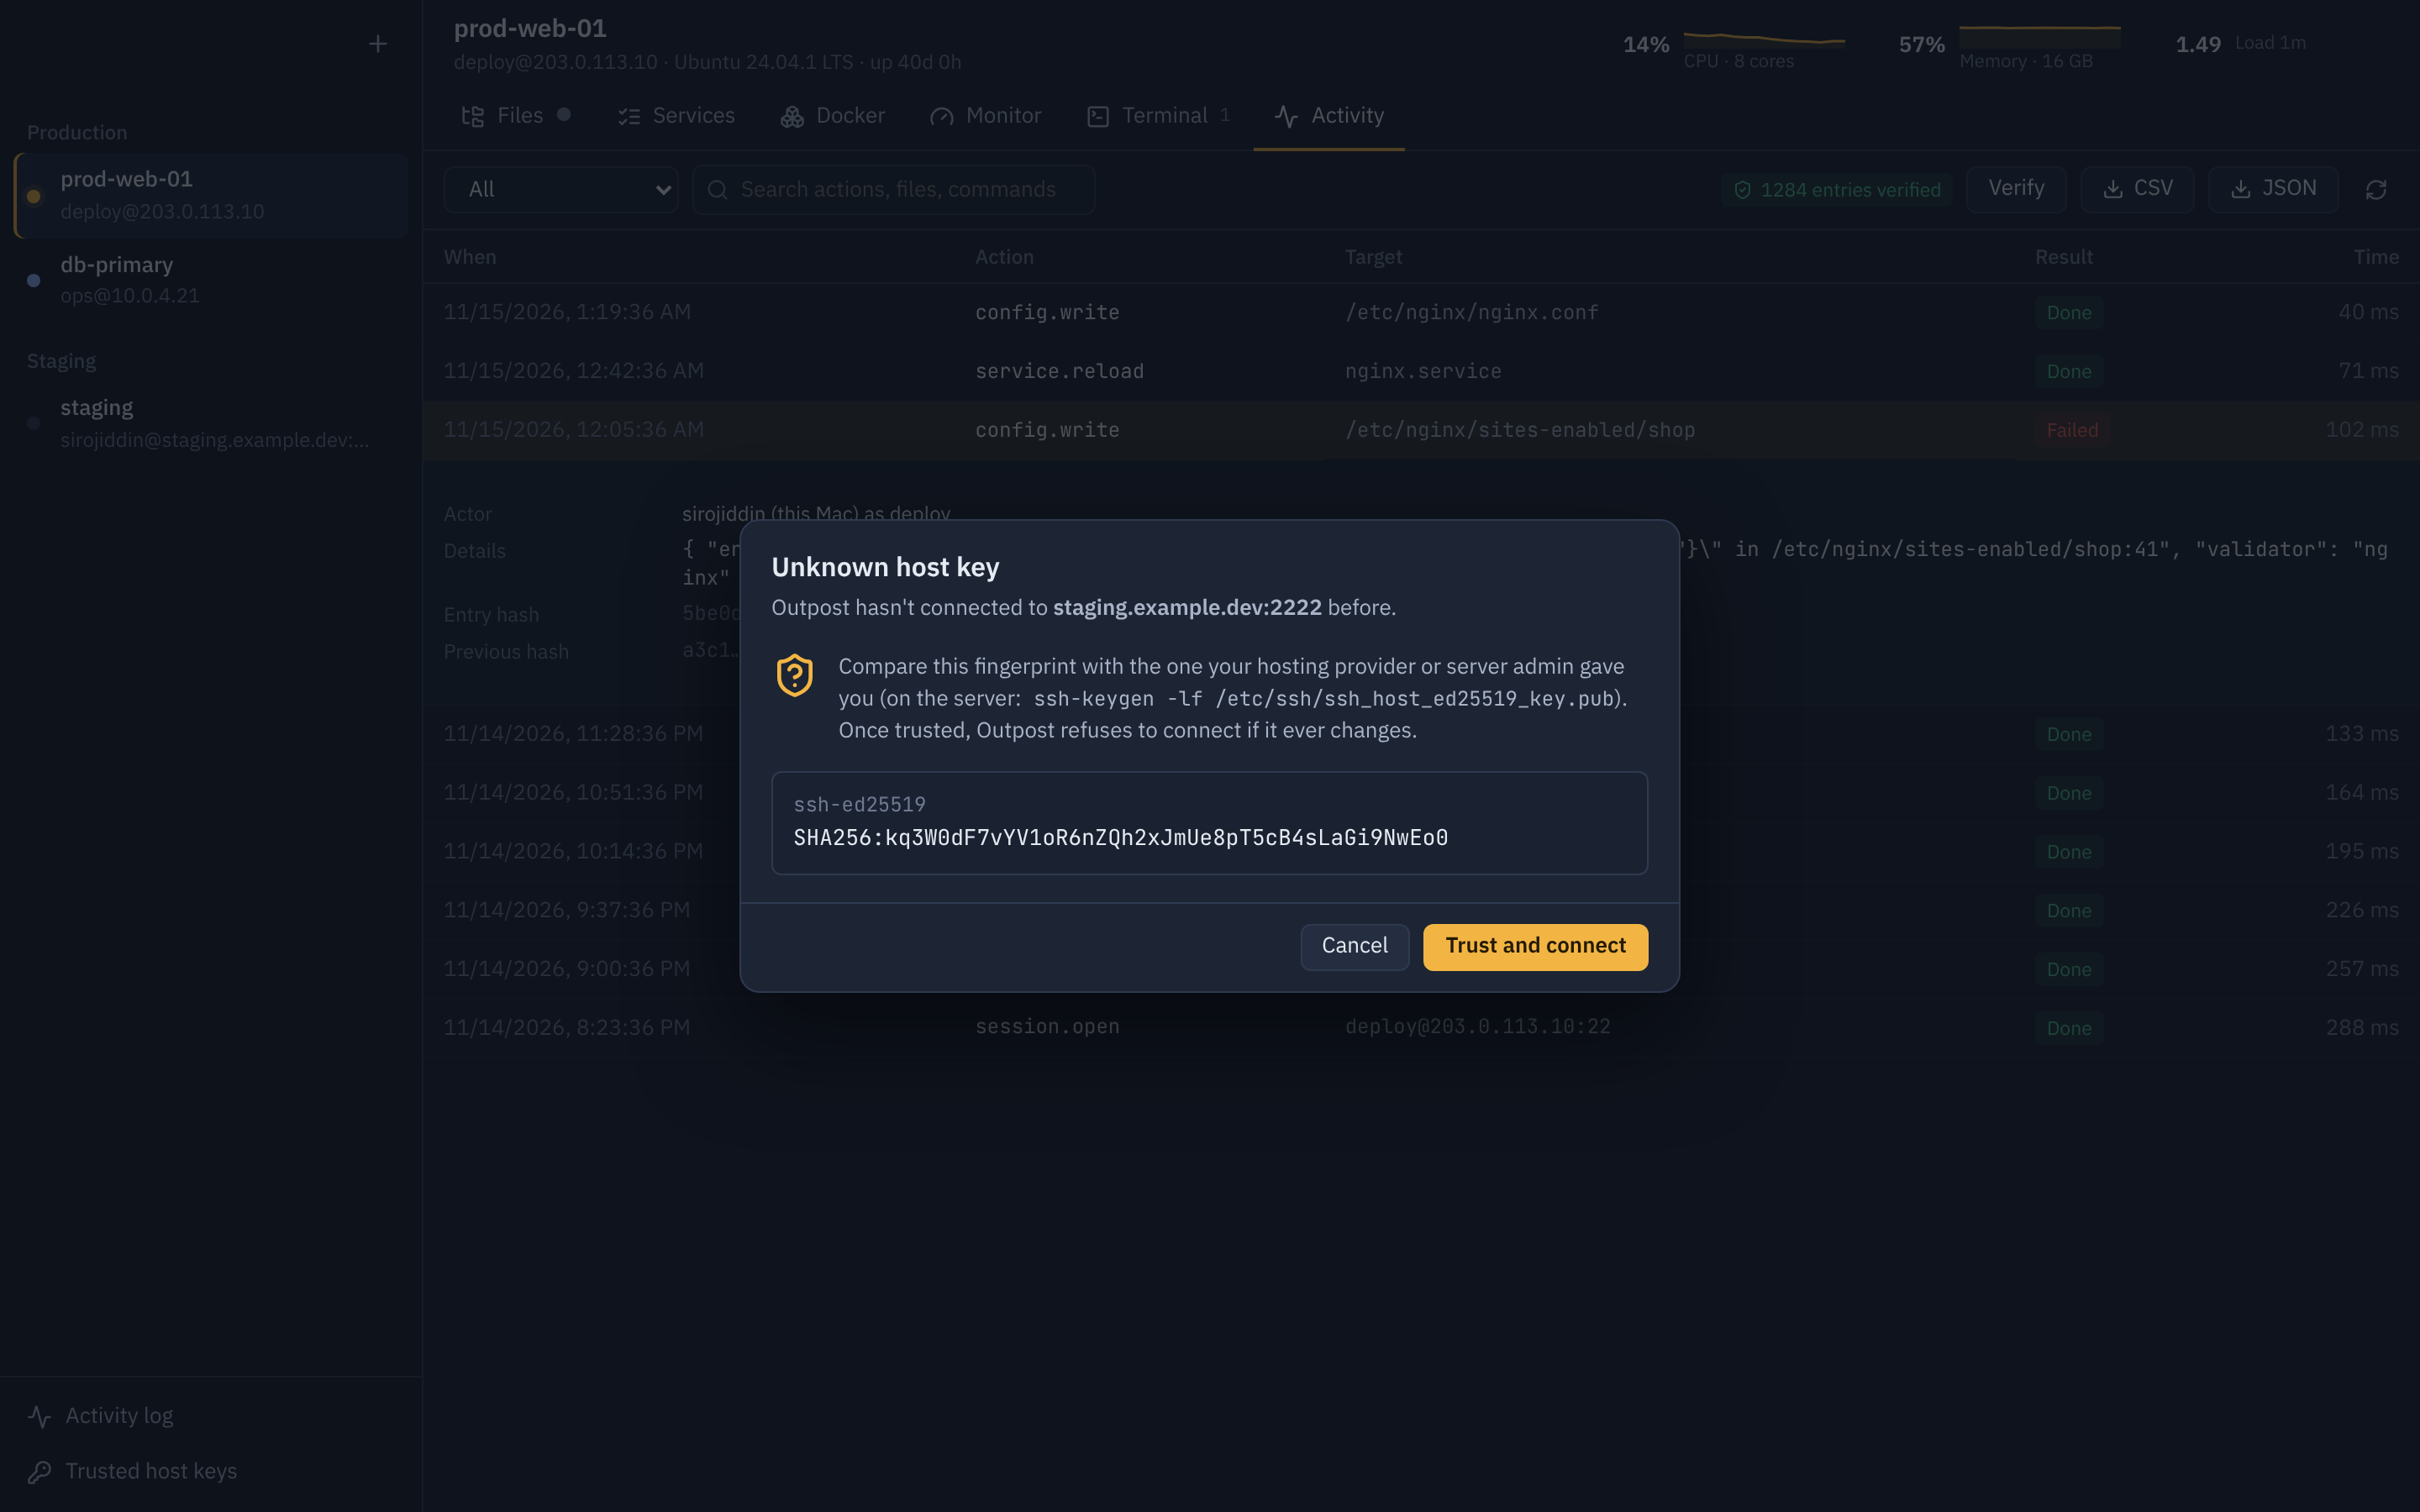 prod-web-01
deploy@203.0.113.10 · Ubuntu 24.04.1 LTS · up 40d 0h
14%
CPU · 8 cores
57%
Memory · 16 GB
1.49 Load 1m
Production
prod-web-01
deploy@203.0.113.10
db-primary
ops@10.0.4.21
Staging
staging
sirojiddin@staging.example.dev:...
Activity log
Trusted host keys
Files Services Docker Monitor Terminal 1 Activity
All Search actions, files, commands 1284 entries verified Verify CSV JSON
When Action Target Result Time
11/15/2026, 1:19:36 AM config.write /etc/nginx/nginx.conf Done 40 ms
11/15/2026, 12:42:36 AM service.reload nginx.service Done 71 ms
11/15/2026, 12:05:36 AM config.write /etc/nginx/sites-enabled/shop Failed 102 ms
Actor sirojiddin (this Mac) as deploy
Details { "er "}\" in /etc/nginx/sites-enabled/shop:41", "validator": "ng
inx"
Entry hash
Previous hash a3c1…
11/14/2026, 11:28:36 PM Done 133 ms
11/14/2026, 10:51:36 PM Done 164 ms
11/14/2026, 10:14:36 PM Done 195 ms
11/14/2026, 9:37:36 PM Done 226 ms
11/14/2026, 9:00:36 PM Done 257 ms
11/14/2026, 8:23:36 PM session.open deploy@203.0.113.10:22 Done 288 ms
Unknown host key
Outpost hasn't connected to staging.example.dev:2222 before.
Compare this fingerprint with the one your hosting provider or server admin gave
you (on the server: ssh-keygen -lf /etc/ssh/ssh_host_ed25519_key.pub).
Once trusted, Outpost refuses to connect if it ever changes.
ssh-ed25519
SHA256:kq3W0dF7vYV1oR6nZQh2xJmUe8pT5cB4sLaGi9NwEo0
Cancel Trust and connect